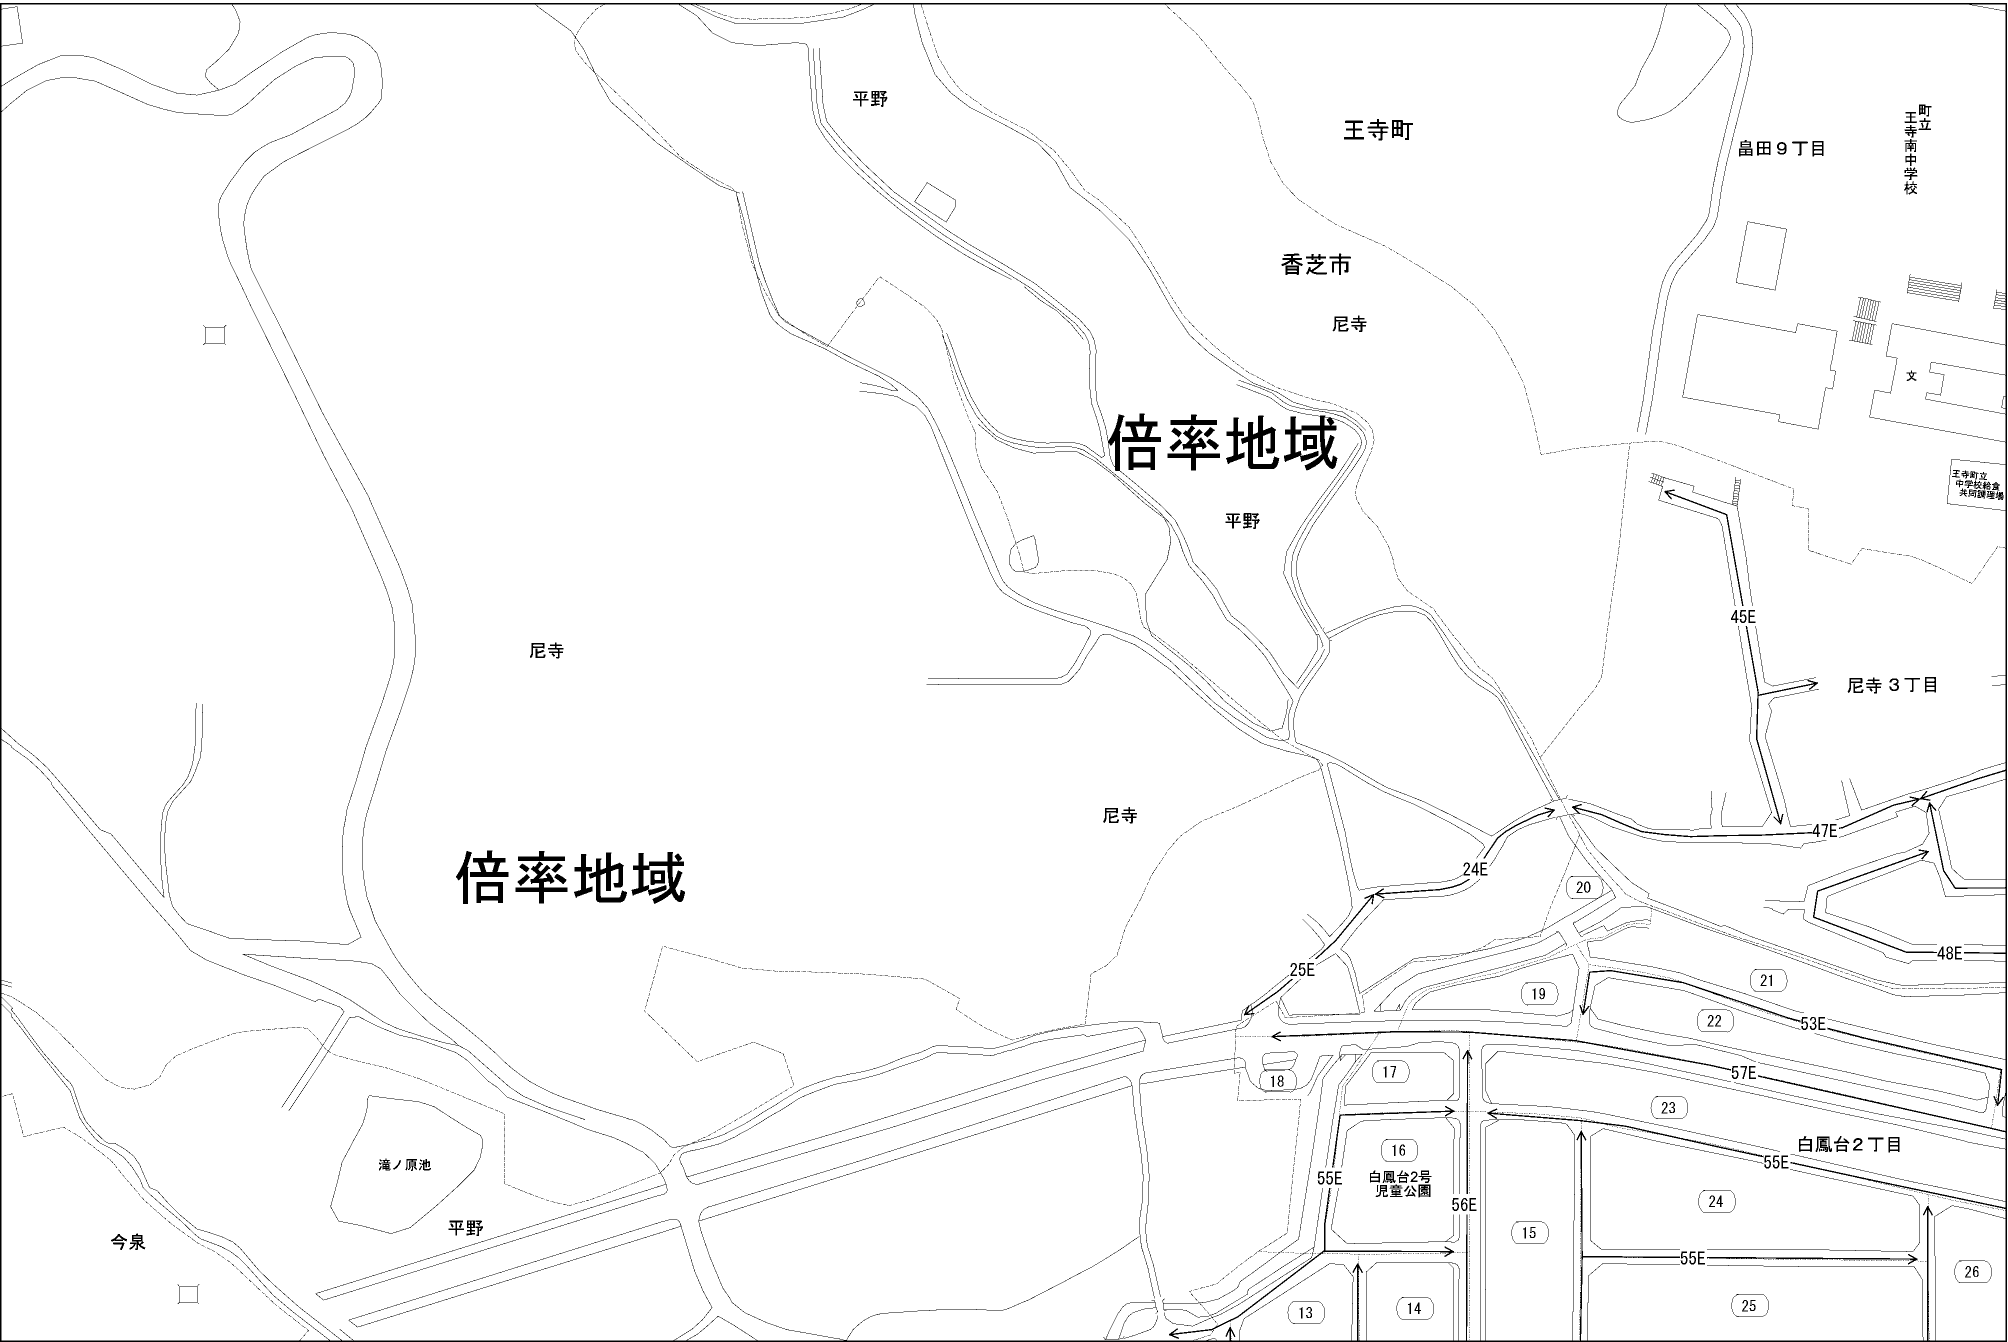 平野
王寺町
町立
王寺南中学校
畠田９丁目
香芝市
尼寺
文
倍率地域
王寺町立
中学校給食
共同調理場
平野
45E
尼寺
尼寺３丁目
尼寺
47E
倍率地域
24E
20
25E
48E
19
21
22
53E
18
17
57E
23
白鳳台２丁目
滝ノ原池
16
白鳳台2号
児童公園
55E
55E
56E
24
今泉
平野
15
55E
26
13
14
25